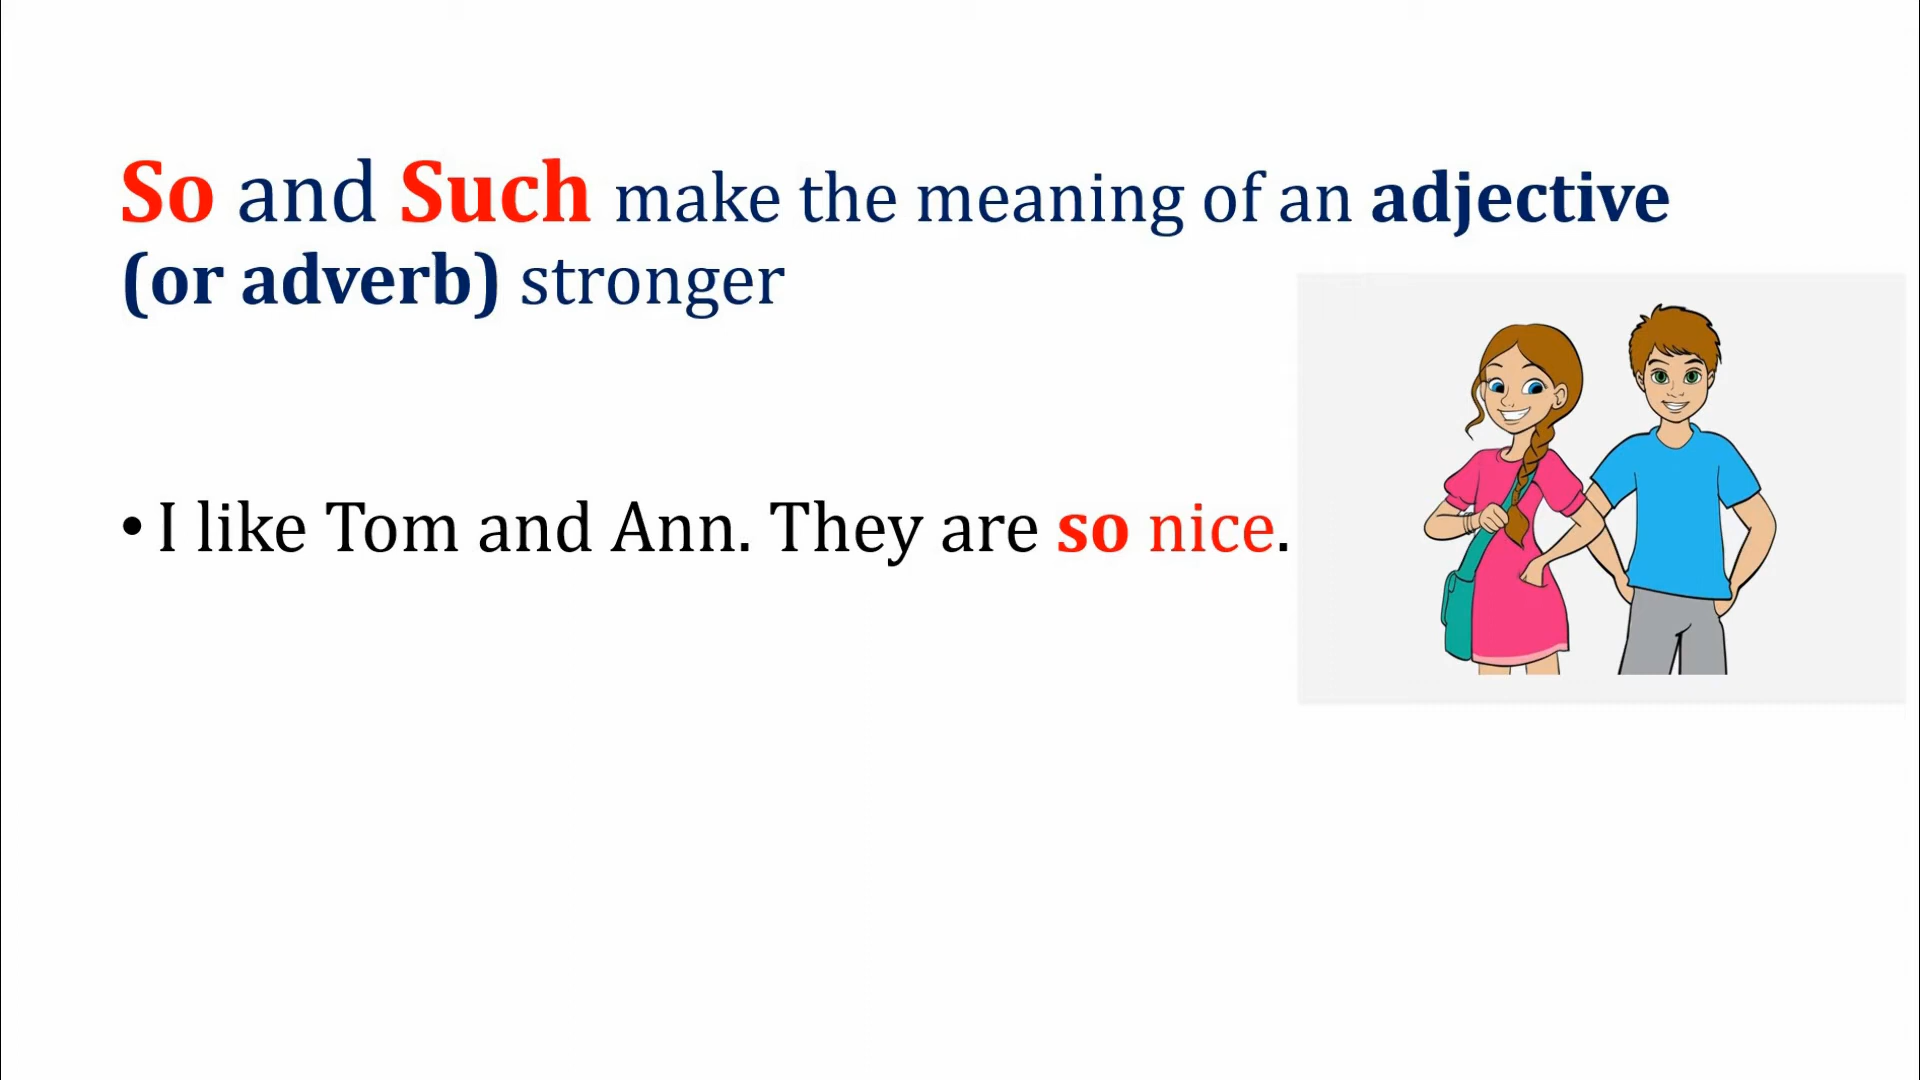 So and Such make the meaning of an adjective
(or adverb) stronger
• I like Tom and Ann. They are so nice.